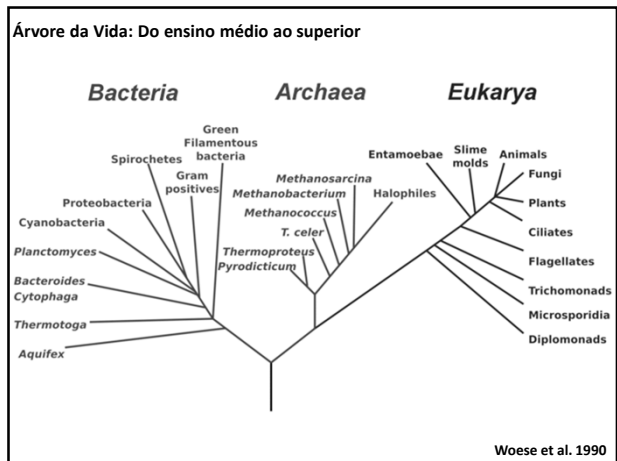 Árvore da Vida: Do ensino médio ao superior
Bacteria
Archaea
Eukarya
Green
Filamentous
bacteria
Spirochetes
Gram
positives
Proteobacteria
Cyanobacteria
Planctomyces
Bacteroides
Cytophaga
Thermotoga
Aquifex
Methanosarcina
Methanobacterium
Halophiles
Methanococcus
T. celer
Thermoproteus
Pyrodicticum
Entamoebae
Slime
molds
Animals
Fungi
Plants
Ciliates
Flagellates
Trichomonads
Microsporidia
Diplomonads
Woese et al. 1990